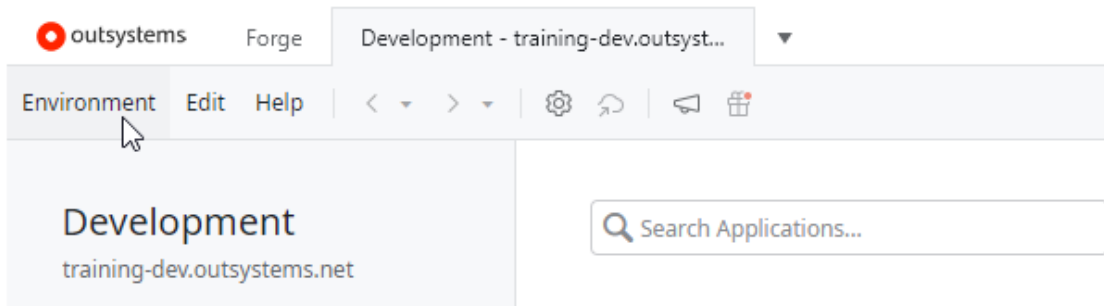 outsystems Forge Development - training-dev.outsyst...
Environment Edit Help
Development
training-dev.outsystems.net
Search Applications...